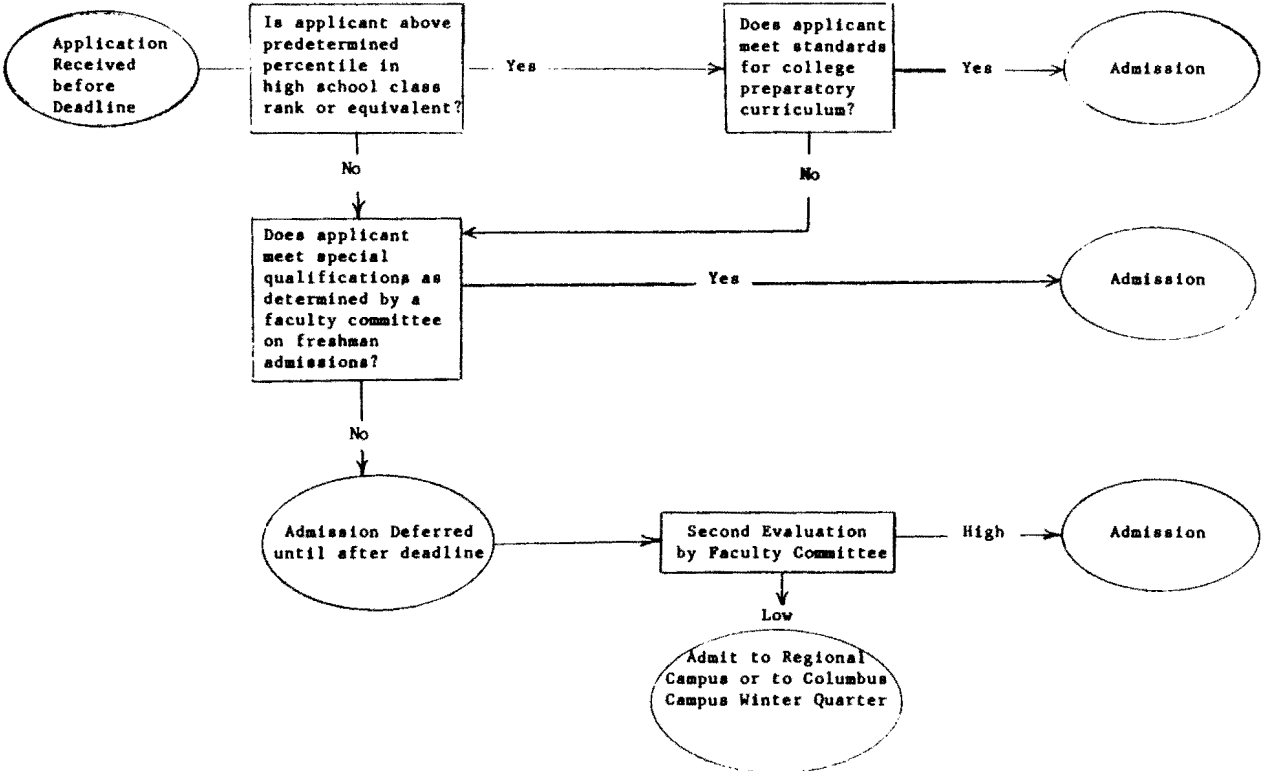 Application
Received
before
Deadline
Is applicant above
predetermined
percentile in
high school class
rank or equivalent?
Yes
Does applicant
meet standards
for college
preparatory
curriculum?
Yes
Admission
No
No
Does applicant
meet special
qualifications as
determined by a
faculty committee
on freshman
admissions?
Yes
Admission
No
Admission Deferred
until after deadline
Second Evaluation
by Faculty Committee
High
Admission
Low
Admit to Regional
Campus or to Columbus
Campus Winter Quarter